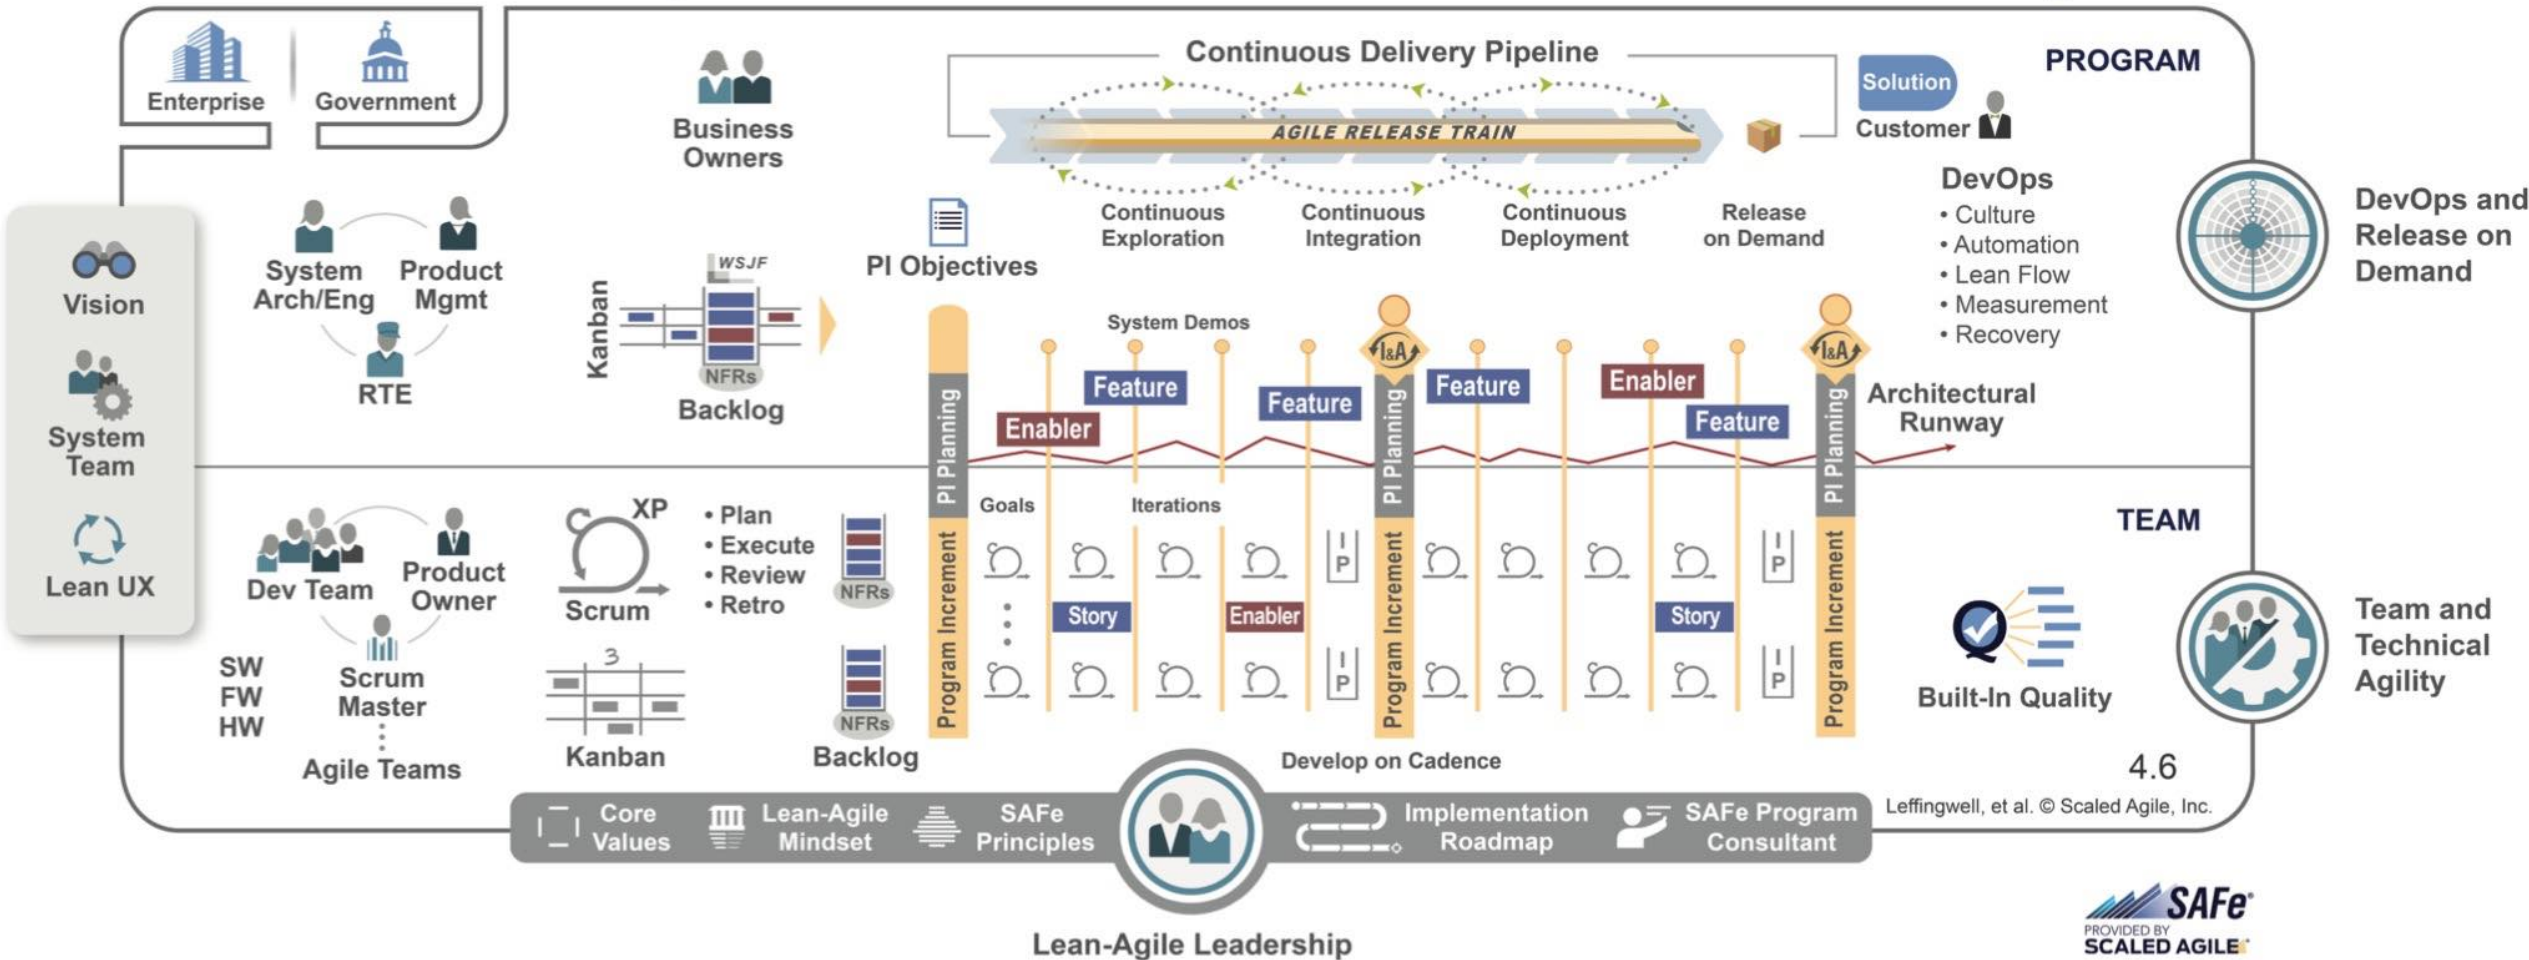 Enterprise
Government
Business
Owners
Continuous Delivery Pipeline
AGILE RELEASE TRAIN
Solution
Customer
PROGRAM
Continuous
Exploration
Continuous
Integration
Continuous
Deployment
Release
on Demand
DevOps
• Culture
• Automation
• Lean Flow
• Measurement
• Recovery
DevOps and
Release on
Demand
Vision
System
Team
Lean UX
System
Arch/Eng
Product
Mgmt
RTE
Kanban
WSJF
NFRs
Backlog
PI Objectives
System Demos
PI Planning
Enabler
Feature
Feature
I&A
PI Planning
Feature
Enabler
Feature
I&A
PI Planning
Architectural
Runway
TEAM
Dev Team
Product
Owner
Scrum
Master
Agile Teams
SW
FW
HW
XP
Scrum
• Plan
• Execute
• Review
• Retro
3
Kanban
NFRs
NFRs
Backlog
Program Increment
Goals
Iterations
Story
Enabler
I
P
I
P
Program Increment
Story
I
P
I
P
Program Increment
Develop on Cadence
Built-In Quality
Team and
Technical
Agility
4.6
Leffingwell, et al. © Scaled Agile, Inc.
Core
Values
Lean-Agile
Mindset
SAFe
Principles
Implementation
Roadmap
SAFe Program
Consultant
Lean-Agile Leadership
SAFe®
PROVIDED BY
SCALED AGILE